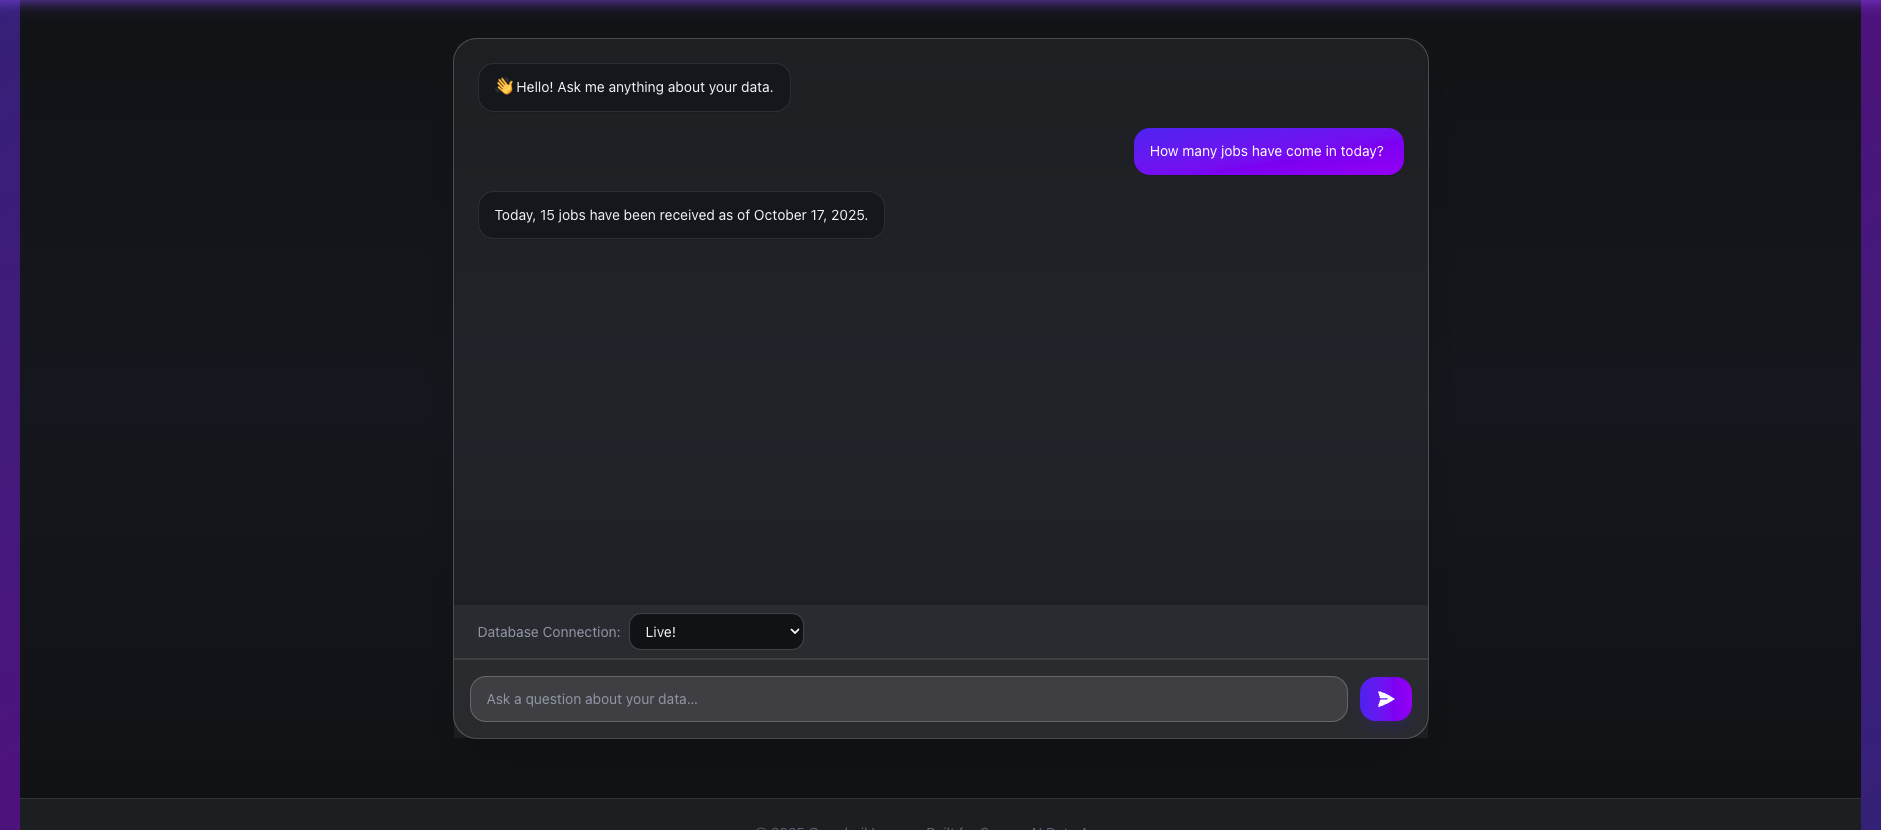 👋 Hello! Ask me anything about your data.
How many jobs have come in today?
Today, 15 jobs have been received as of October 17, 2025.
Database Connection: Live!
Ask a question about your data...